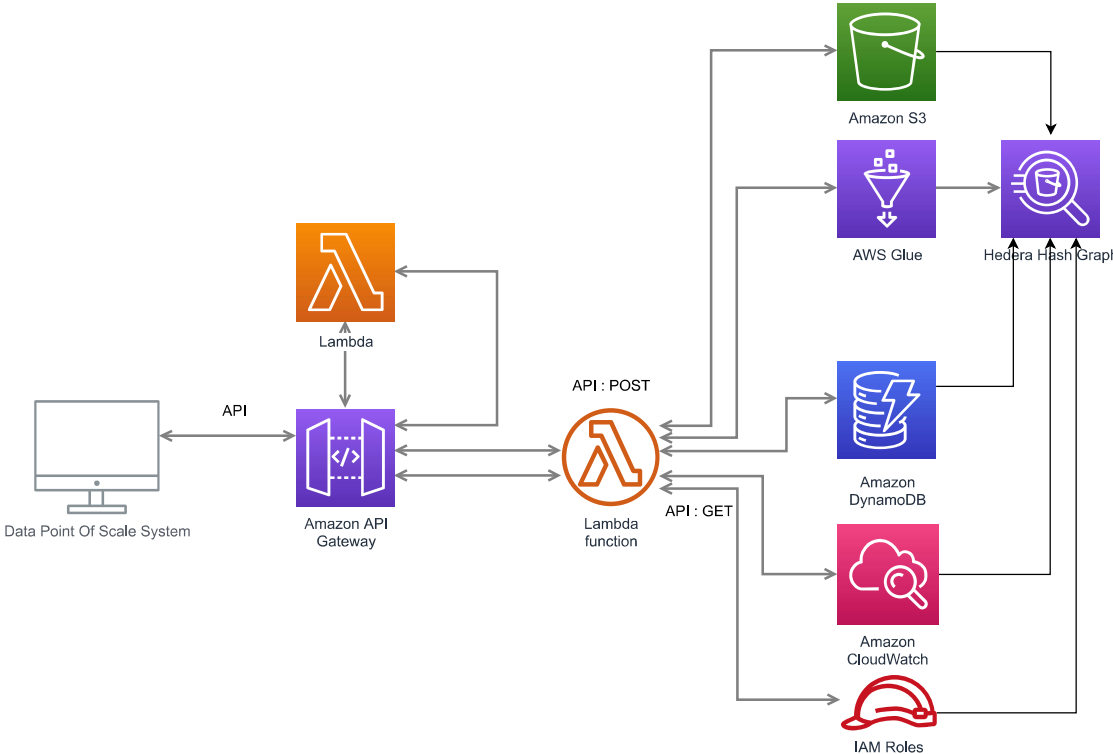 Amazon S3
AWS Glue
Hedera Hash Graph
Lambda
API : POST
API
Amazon API
Gateway
Lambda
function
API : GET
Data Point Of Scale System
Amazon
DynamoDB
Amazon
CloudWatch
IAM Roles